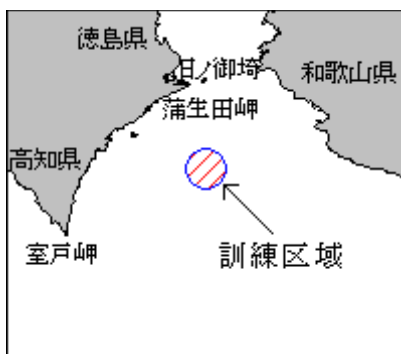 徳島県
日ノ御埼
和歌山県
蒲生田岬
高知県
室戸岬
訓練区域